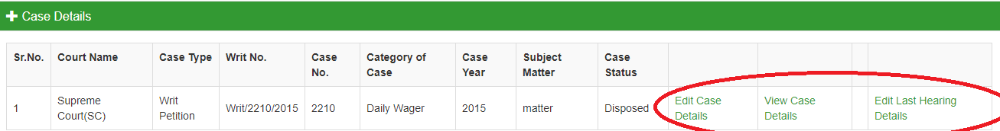 Case Details
Sr.No. Court Name Case Type Writ No. Case No. Category of Case Case Year Subject Matter Case Status
1 Supreme Court(SC) Writ Petition Writ/2210/2015 2210 Daily Wager 2015 matter Disposed Edit Case Details View Case Details Edit Last Hearing Details